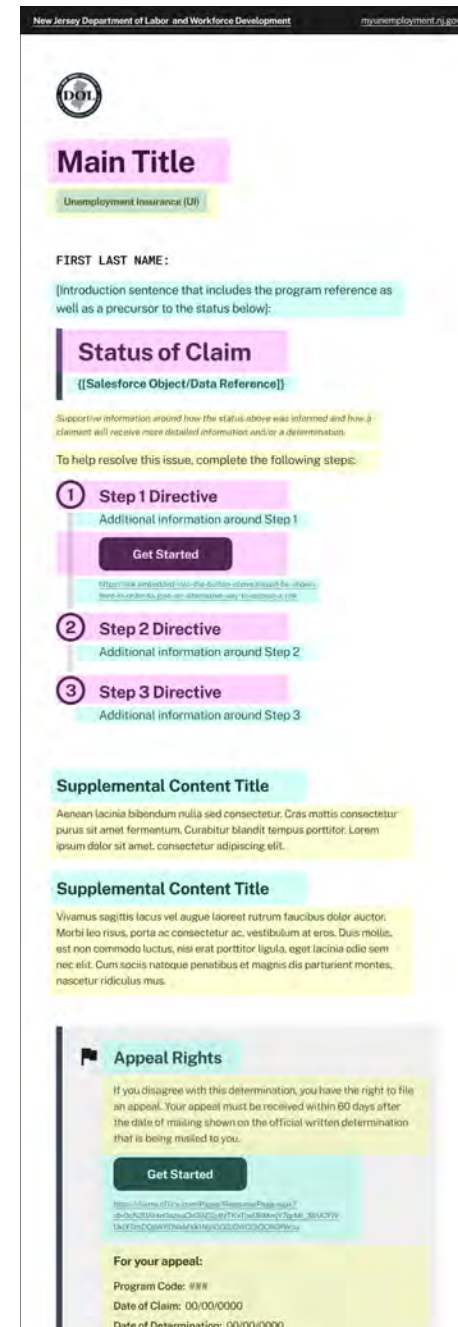 New Jersey Department of Labor and Workforce Development
myunemployment.nj.gov
DOL
Main Title
Unemployment Insurance (UI)
FIRST LAST NAME:
[Introduction sentence that includes the program reference as
well as a precursor to the status below]:
Status of Claim
{[Salesforce Object/Data Reference]}
Supportive information around how the status above was informed and how a
claimant will receive more detailed information and/or a determination.
To help resolve this issue, complete the following steps:
1 Step 1 Directive
Additional information around Step 1
Get Started
2 Step 2 Directive
Additional information around Step 2
3 Step 3 Directive
Additional information around Step 3
Supplemental Content Title
Aenean lacinia bibendum nulla sed consectetur. Cras mattis consectetur
purus sit amet fermentum. Curabitur blandit tempus porttitor. Lorem
ipsum dolor sit amet, consectetur adipiscing elit.
Supplemental Content Title
Vivamus sagittis lacus vel augue laoreet rutrum faucibus dolor auctor.
Morbi leo risus, porta ac consectetur ac, vestibulum at eros. Duis mollis,
est non commodo luctus, nisi erat porttitor ligula, eget lacinia odio sem
nec elit. Cum sociis natoque penatibus et magnis dis parturient montes,
nascetur ridiculus mus.
Appeal Rights
If you disagree with this determination, you have the right to file
an appeal. Your appeal must be received within 60 days after
the date of mailing shown on the official written determination
that is being mailed to you.
Get Started
For your appeal:
Program Code: ###
Date of Claim: 00/00/0000
Date of Determination: 00/00/0000